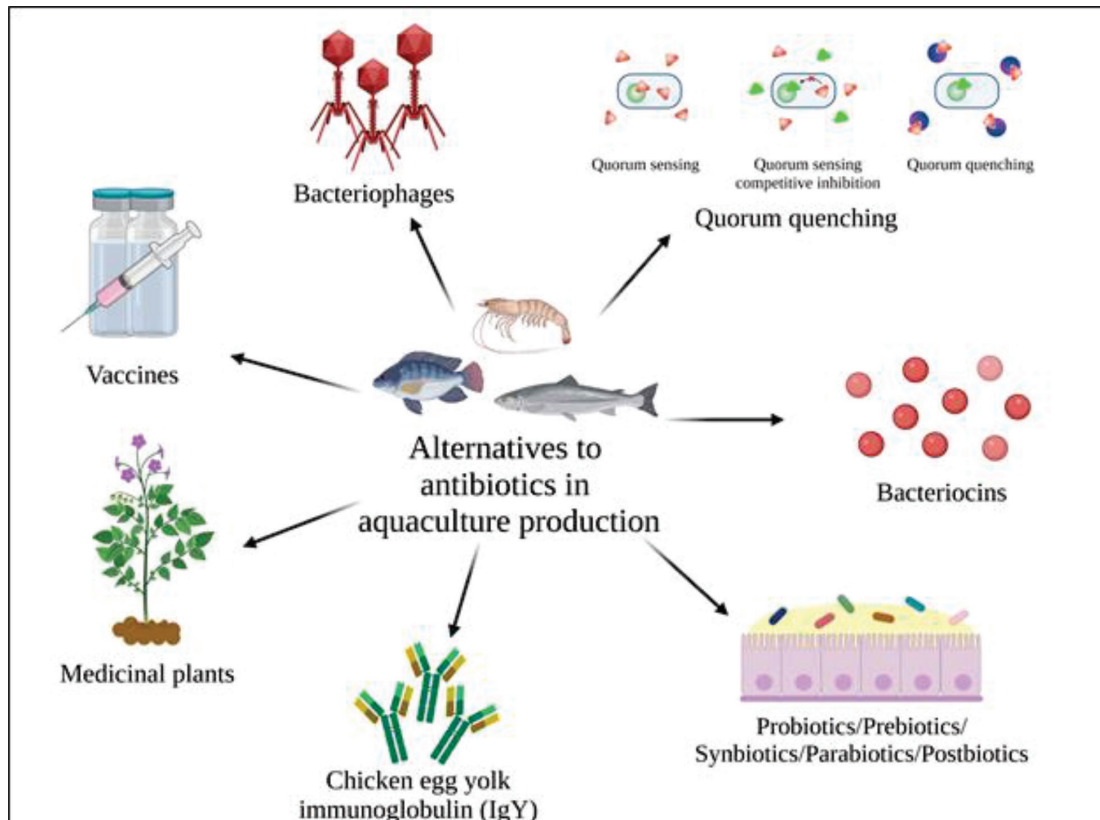 Bacteriophages
Quorum sensing
Quorum sensing
competitive inhibition
Quorum quenching
Quorum quenching
Vaccines
Alternatives to
antibiotics in
aquaculture production
Bacteriocins
Medicinal plants
Chicken egg yolk
immunoglobulin (IgY)
Probiotics/Prebiotics/
Synbiotics/Parabiotics/Postbiotics